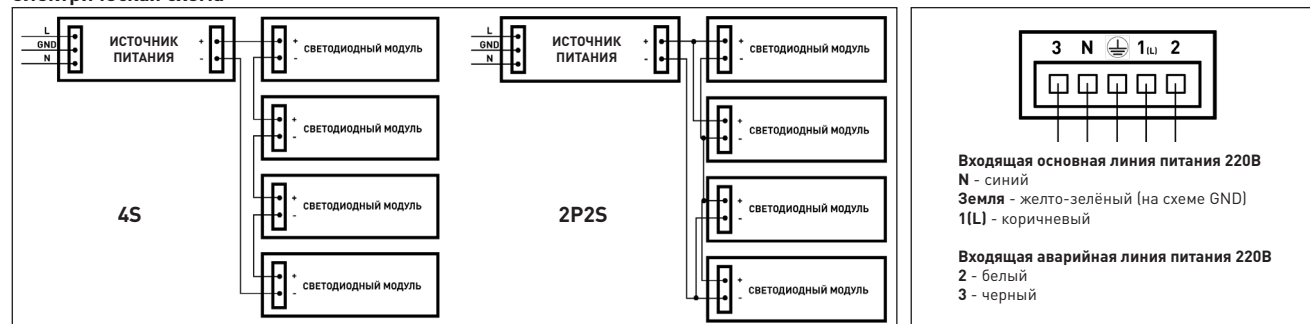 L
GND
N
ИСТОЧНИК
ПИТАНИЯ
+
-
+
-
СВЕТОДИОДНЫЙ МОДУЛЬ
+
-
СВЕТОДИОДНЫЙ МОДУЛЬ
+
-
СВЕТОДИОДНЫЙ МОДУЛЬ
+
-
СВЕТОДИОДНЫЙ МОДУЛЬ
4S
L
GND
N
ИСТОЧНИК
ПИТАНИЯ
+
-
+
-
СВЕТОДИОДНЫЙ МОДУЛЬ
+
-
СВЕТОДИОДНЫЙ МОДУЛЬ
+
-
СВЕТОДИОДНЫЙ МОДУЛЬ
+
-
СВЕТОДИОДНЫЙ МОДУЛЬ
2P2S
3 N 1(L) 2
Входящая основная линия питания 220В
N - синий
Земля - желто-зелёный (на схеме GND)
1(L) - коричневый
Входящая аварийная линия питания 220В
2 - белый
3 - черный